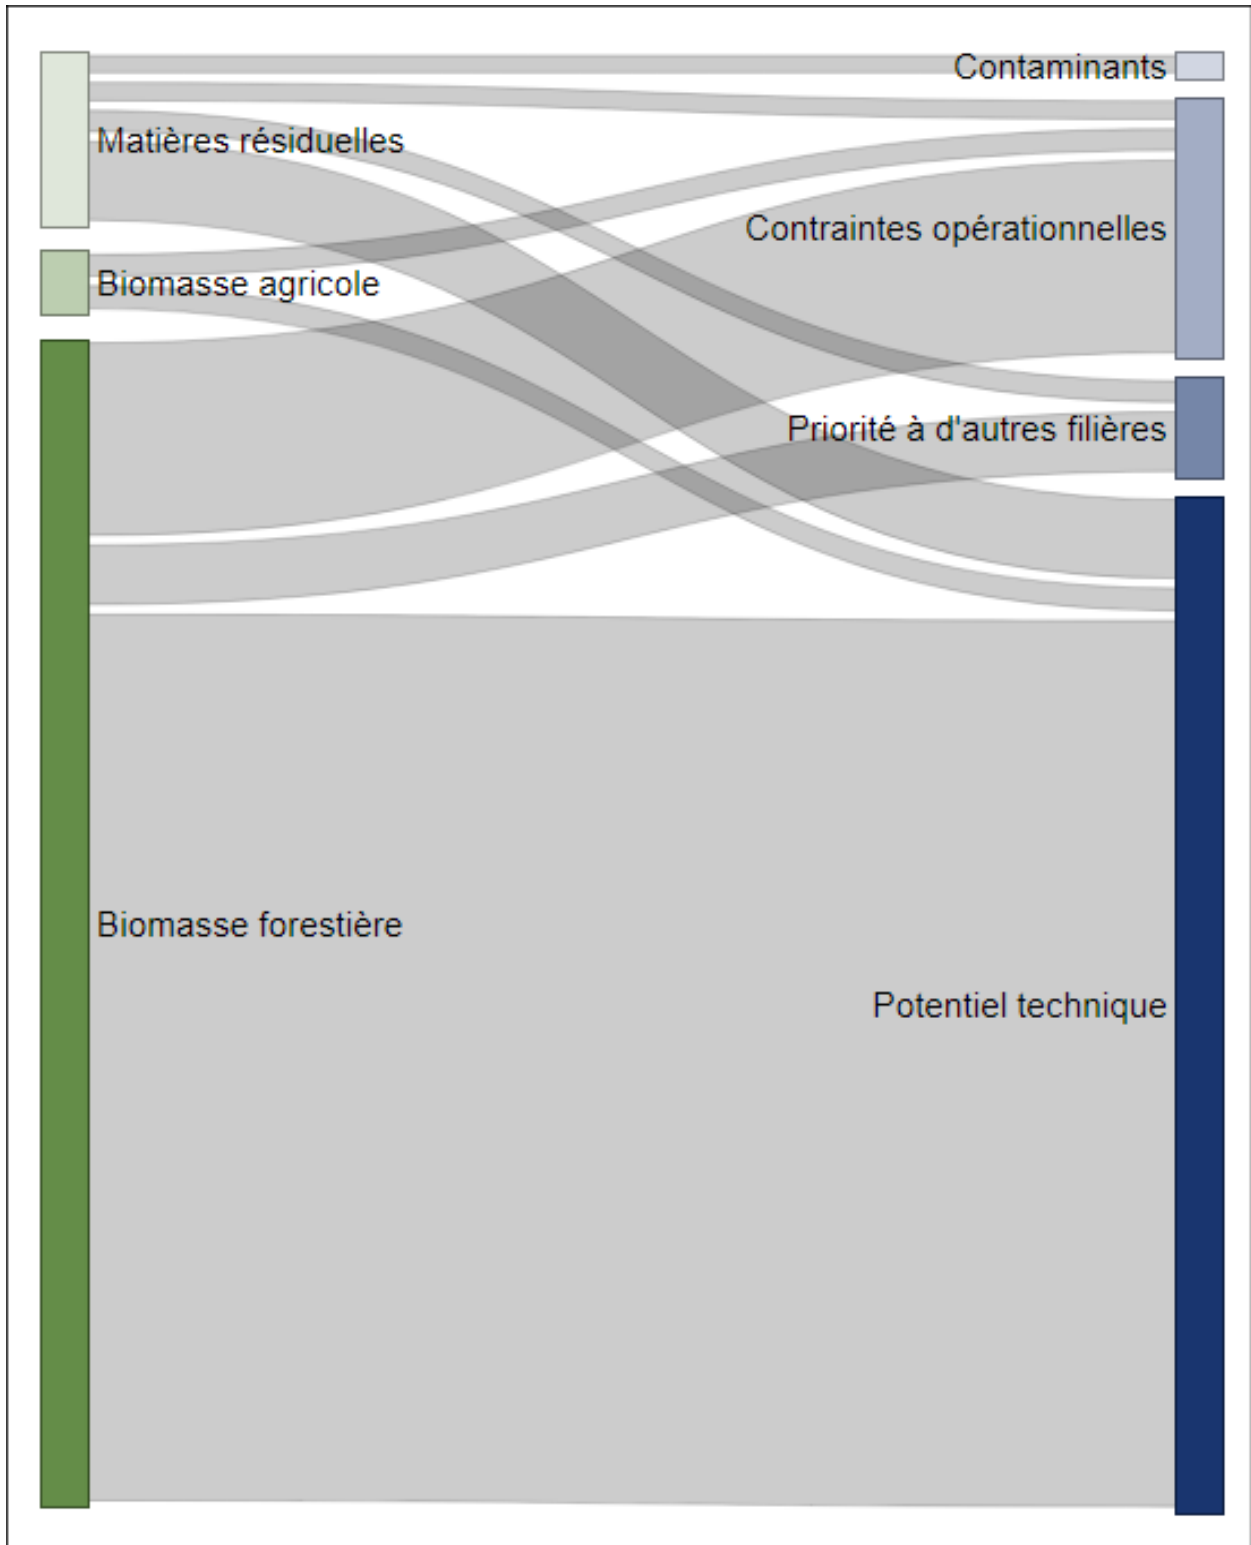 Contaminants
Matières résiduelles
Contraintes opérationnelles
Biomasse agricole
Priorité à d'autres filières
Biomasse forestière
Potentiel technique